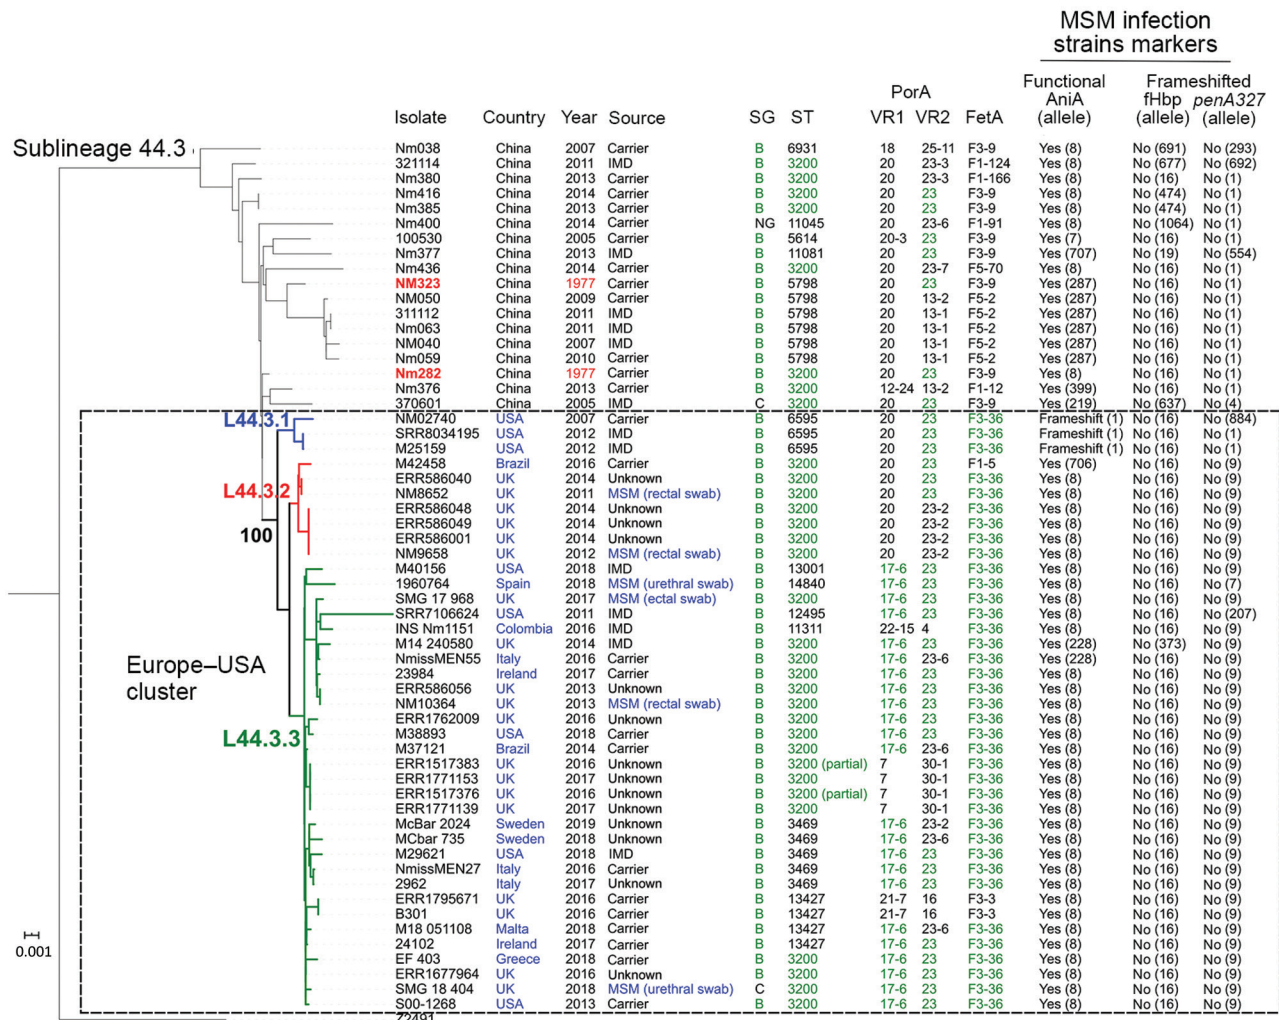 MSM infection
strains markers
Functional Frameshifted
PorA AniA fHbp penA327
Isolate Country Year Source SG ST VR1 VR2 FetA (allele) (allele) (allele)
Sublineage 44.3
Nm038 China 2007 Carrier B 6931 18 25-11 F3-9 Yes (8) No (691) No (293)
321114 China 2011 IMD B 3200 20 23-3 F1-124 Yes (8) No (677) No (692)
Nm380 China 2013 Carrier B 3200 20 23-3 F1-166 Yes (8) No (16) No (1)
Nm416 China 2014 Carrier B 3200 20 23 F3-9 Yes (8) No (474) No (1)
Nm385 China 2013 Carrier B 3200 20 23 F3-9 Yes (8) No (474) No (1)
Nm400 China 2014 Carrier NG 11045 20 23-6 F1-91 Yes (8) No (1064) No (1)
100530 China 2005 Carrier B 5614 20-3 23 F3-9 Yes (7) No (16) No (1)
Nm377 China 2013 IMD B 11081 20 23 F3-9 Yes (707) No (19) No (554)
Nm436 China 2014 Carrier B 3200 20 23-7 F5-70 Yes (8) No (16) No (1)
NM323 China 1977 Carrier B 5798 20 23 F3-9 Yes (287) No (16) No (1)
NM050 China 2009 Carrier B 5798 20 13-2 F5-2 Yes (287) No (16) No (1)
311112 China 2011 IMD B 5798 20 13-1 F5-2 Yes (287) No (16) No (1)
Nm063 China 2011 IMD B 5798 20 13-1 F5-2 Yes (287) No (16) No (1)
NM040 China 2007 IMD B 5798 20 13-1 F5-2 Yes (287) No (16) No (1)
Nm059 China 2010 Carrier B 5798 20 13-1 F5-2 Yes (287) No (16) No (1)
Nm282 China 1977 Carrier B 3200 20 23 F3-9 Yes (8) No (16) No (1)
Nm376 China 2013 Carrier B 3200 12-24 13-2 F1-12 Yes (399) No (16) No (1)
370601 China 2005 IMD C 3200 20 23 F3-9 Yes (219) No (637) No (4)
L44.3.1 NM02740 USA 2007 Carrier B 6595 20 23 F3-36 Frameshift (1) No (16) No (884)
SRR8034195 USA 2012 IMD B 6595 20 23 F3-36 Frameshift (1) No (16) No (1)
M25159 USA 2012 IMD B 6595 20 23 F3-36 Frameshift (1) No (16) No (1)
M42458 Brazil 2016 Carrier B 3200 20 23 F1-5 Yes (706) No (16) No (9)
ERR586040 UK 2014 Unknown B 3200 20 23 F3-36 Yes (8) No (16) No (9)
L44.3.2 NM8652 UK 2011 MSM (rectal swab) B 3200 20 23 F3-36 Yes (8) No (16) No (9)
ERR586048 UK 2014 Unknown B 3200 20 23-2 F3-36 Yes (8) No (16) No (9)
ERR586049 UK 2014 Unknown B 3200 20 23-2 F3-36 Yes (8) No (16) No (9)
100 ERR586001 UK 2014 Unknown B 3200 20 23-2 F3-36 Yes (8) No (16) No (9)
NM9658 UK 2012 MSM (rectal swab) B 3200 20 23-2 F3-36 Yes (8) No (16) No (9)
M40156 USA 2018 IMD B 13001 17-6 23 F3-36 Yes (8) No (16) No (9)
1960764 Spain 2018 MSM (urethral swab) B 14840 17-6 23 F3-36 Yes (8) No (16) No (7)
SMG 17 968 UK 2017 MSM (ectal swab) B 3200 17-6 23 F3-36 Yes (8) No (16) No (9)
SRR7106624 USA 2011 IMD B 12495 17-6 23 F3-36 Yes (8) No (16) No (207)
INS Nm1151 Colombia 2016 IMD B 11311 22-15 4 F3-36 Yes (8) No (16) No (9)
M14 240580 UK 2014 IMD B 3200 17-6 23 F3-36 Yes (228) No (373) No (9)
Europe–USA
cluster
NmissMEN55 Italy 2016 Carrier B 3200 17-6 23-6 F3-36 Yes (228) No (16) No (9)
23984 Ireland 2017 Carrier B 3200 17-6 23 F3-36 Yes (8) No (16) No (9)
ERR586056 UK 2013 Unknown B 3200 17-6 23 F3-36 Yes (8) No (16) No (9)
NM10364 UK 2013 MSM (rectal swab) B 3200 17-6 23 F3-36 Yes (8) No (16) No (9)
ERR1762009 UK 2016 Unknown B 3200 17-6 23 F3-36 Yes (8) No (16) No (9)
L44.3.3 M38893 USA 2018 Carrier B 3200 17-6 23 F3-36 Yes (8) No (16) No (9)
M37121 Brazil 2014 Carrier B 3200 17-6 23-6 F3-36 Yes (8) No (16) No (9)
ERR1517383 UK 2016 Unknown B 3200 (partial) 7 30-1 F3-36 Yes (8) No (16) No (9)
ERR1771153 UK 2017 Unknown B 3200 7 30-1 F3-36 Yes (8) No (16) No (9)
ERR1517376 UK 2016 Unknown B 3200 (partial) 7 30-1 F3-36 Yes (8) No (16) No (9)
ERR1771139 UK 2017 Unknown B 3200 7 30-1 F3-36 Yes (8) No (16) No (9)
McBar 2024 Sweden 2019 Unknown B 3469 17-6 23-2 F3-36 Yes (8) No (16) No (9)
MCbar 735 Sweden 2018 Unknown B 3469 17-6 23-6 F3-36 Yes (8) No (16) No (9)
M29621 USA 2018 IMD B 3469 17-6 23 F3-36 Yes (8) No (16) No (9)
NmissMEN27 Italy 2016 Carrier B 3469 17-6 23 F3-36 Yes (8) No (16) No (9)
2962 Italy 2017 Unknown B 3469 17-6 23 F3-36 Yes (8) No (16) No (9)
ERR1795671 UK 2016 Carrier B 13427 21-7 16 F3-3 Yes (8) No (16) No (9)
B301 UK 2016 Carrier B 13427 21-7 16 F3-3 Yes (8) No (16) No (9)
M18 051108 Malta 2018 Carrier B 13427 17-6 23-6 F3-36 Yes (8) No (16) No (9)
24102 Ireland 2017 Carrier B 13427 17-6 23 F3-36 Yes (8) No (16) No (9)
0.001
EF 403 Greece 2018 Carrier B 3200 17-6 23 F3-36 Yes (8) No (16) No (9)
ERR1677964 UK 2016 Unknown B 3200 17-6 23 F3-36 Yes (8) No (16) No (9)
SMG 18 404 UK 2018 MSM (urethral swab) C 3200 17-6 23 F3-36 Yes (8) No (16) No (9)
S00-1268 USA 2013 Carrier B 3200 17-6 23 F3-36 Yes (8) No (16) No (9)
Z2491